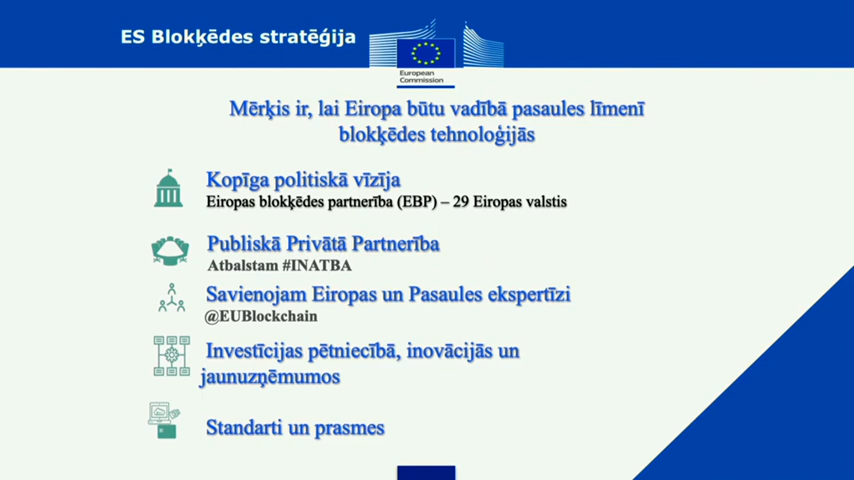 ES Blokķēdes stratēģija
European
Commission
Mērķis ir, lai Eiropa būtu vadībā pasaules līmenī
blokķēdes tehnoloģijās
Kopīga politiskā vīzija
Eiropas blokķēdes partnerība (EBP) – 29 Eiropas valstis
Publiskā Privātā Partnerība
Atbalstam #INATBA
Savienojam Eiropas un Pasaules ekspertīzi
@EUBlockchain
Investīcijas pētniecībā, inovācijās un
jaunuzņēmumos
Standarti un prasmes